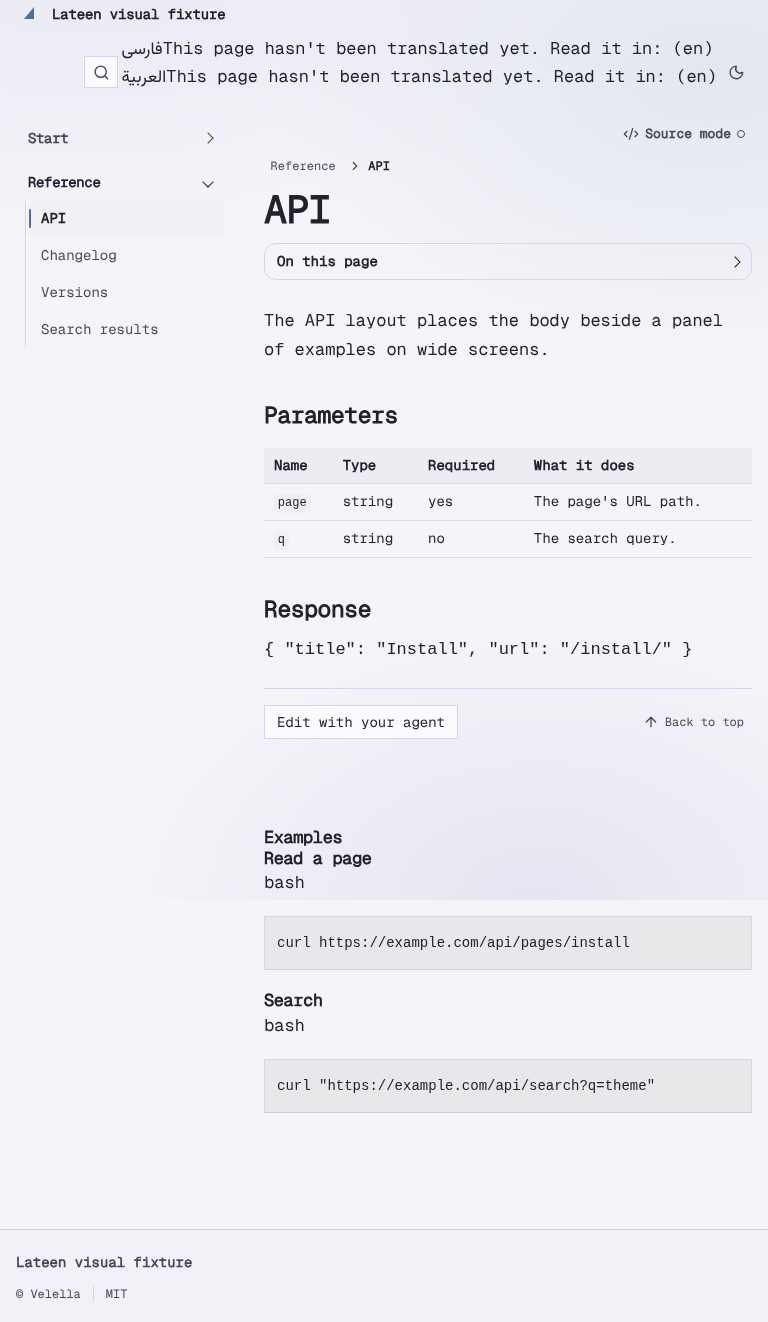 Lateen visual fixture
فارسیThis page hasn't been translated yet. Read it in: (en)
العربيةThis page hasn't been translated yet. Read it in: (en)
Source mode
Start
Reference
API
Changelog
Versions
Search results
Reference > API
API
On this page
The API layout places the body beside a panel
of examples on wide screens.
Parameters
Name Type Required What it does
page string yes The page's URL path.
q string no The search query.
Response
{ "title": "Install", "url": "/install/" }
Edit with your agent
Back to top
Examples
Read a page
bash
curl https://example.com/api/pages/install
Search
bash
curl "https://example.com/api/search?q=theme"
Lateen visual fixture
© Velella MIT